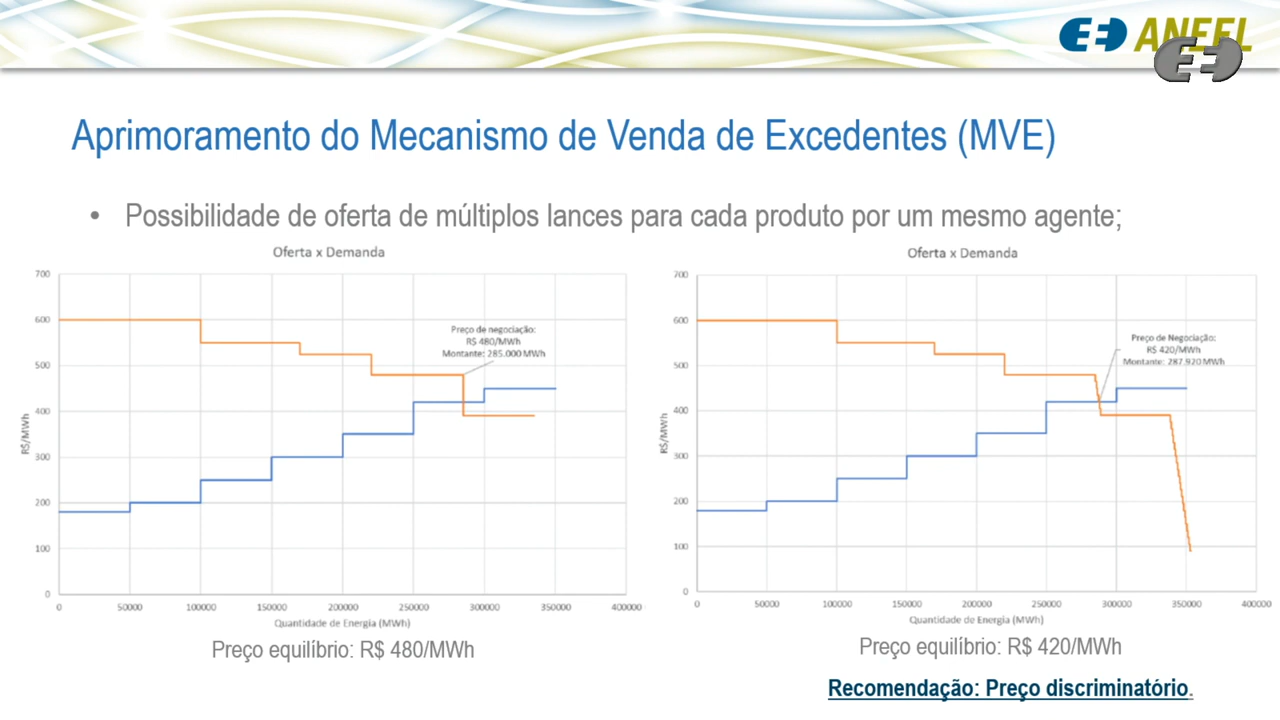 ANEEL
Aprimoramento do Mecanismo de Venda de Excedentes (MVE)
• Possibilidade de oferta de múltiplos lances para cada produto por um mesmo agente;
Oferta x Demanda
700
600
500
400
300
200
100
0
R$/MWh
Preço de negociação:
R$ 480/MWh
Montante: 285.000 MWh
0 50000 100000 150000 200000 250000 300000 350000 400000
Quantidade de Energia (MWh)
Preço equilíbrio: R$ 480/MWh
Oferta x Demanda
700
600
500
400
300
200
100
0
R$/MWh
Preço de Negociação:
R$ 420/MWh
Montante: 287.920 MWh
0 50000 100000 150000 200000 250000 300000 350000 400000
Quantidade de Energia (MWh)
Preço equilíbrio: R$ 420/MWh
Recomendação: Preço discriminatório.